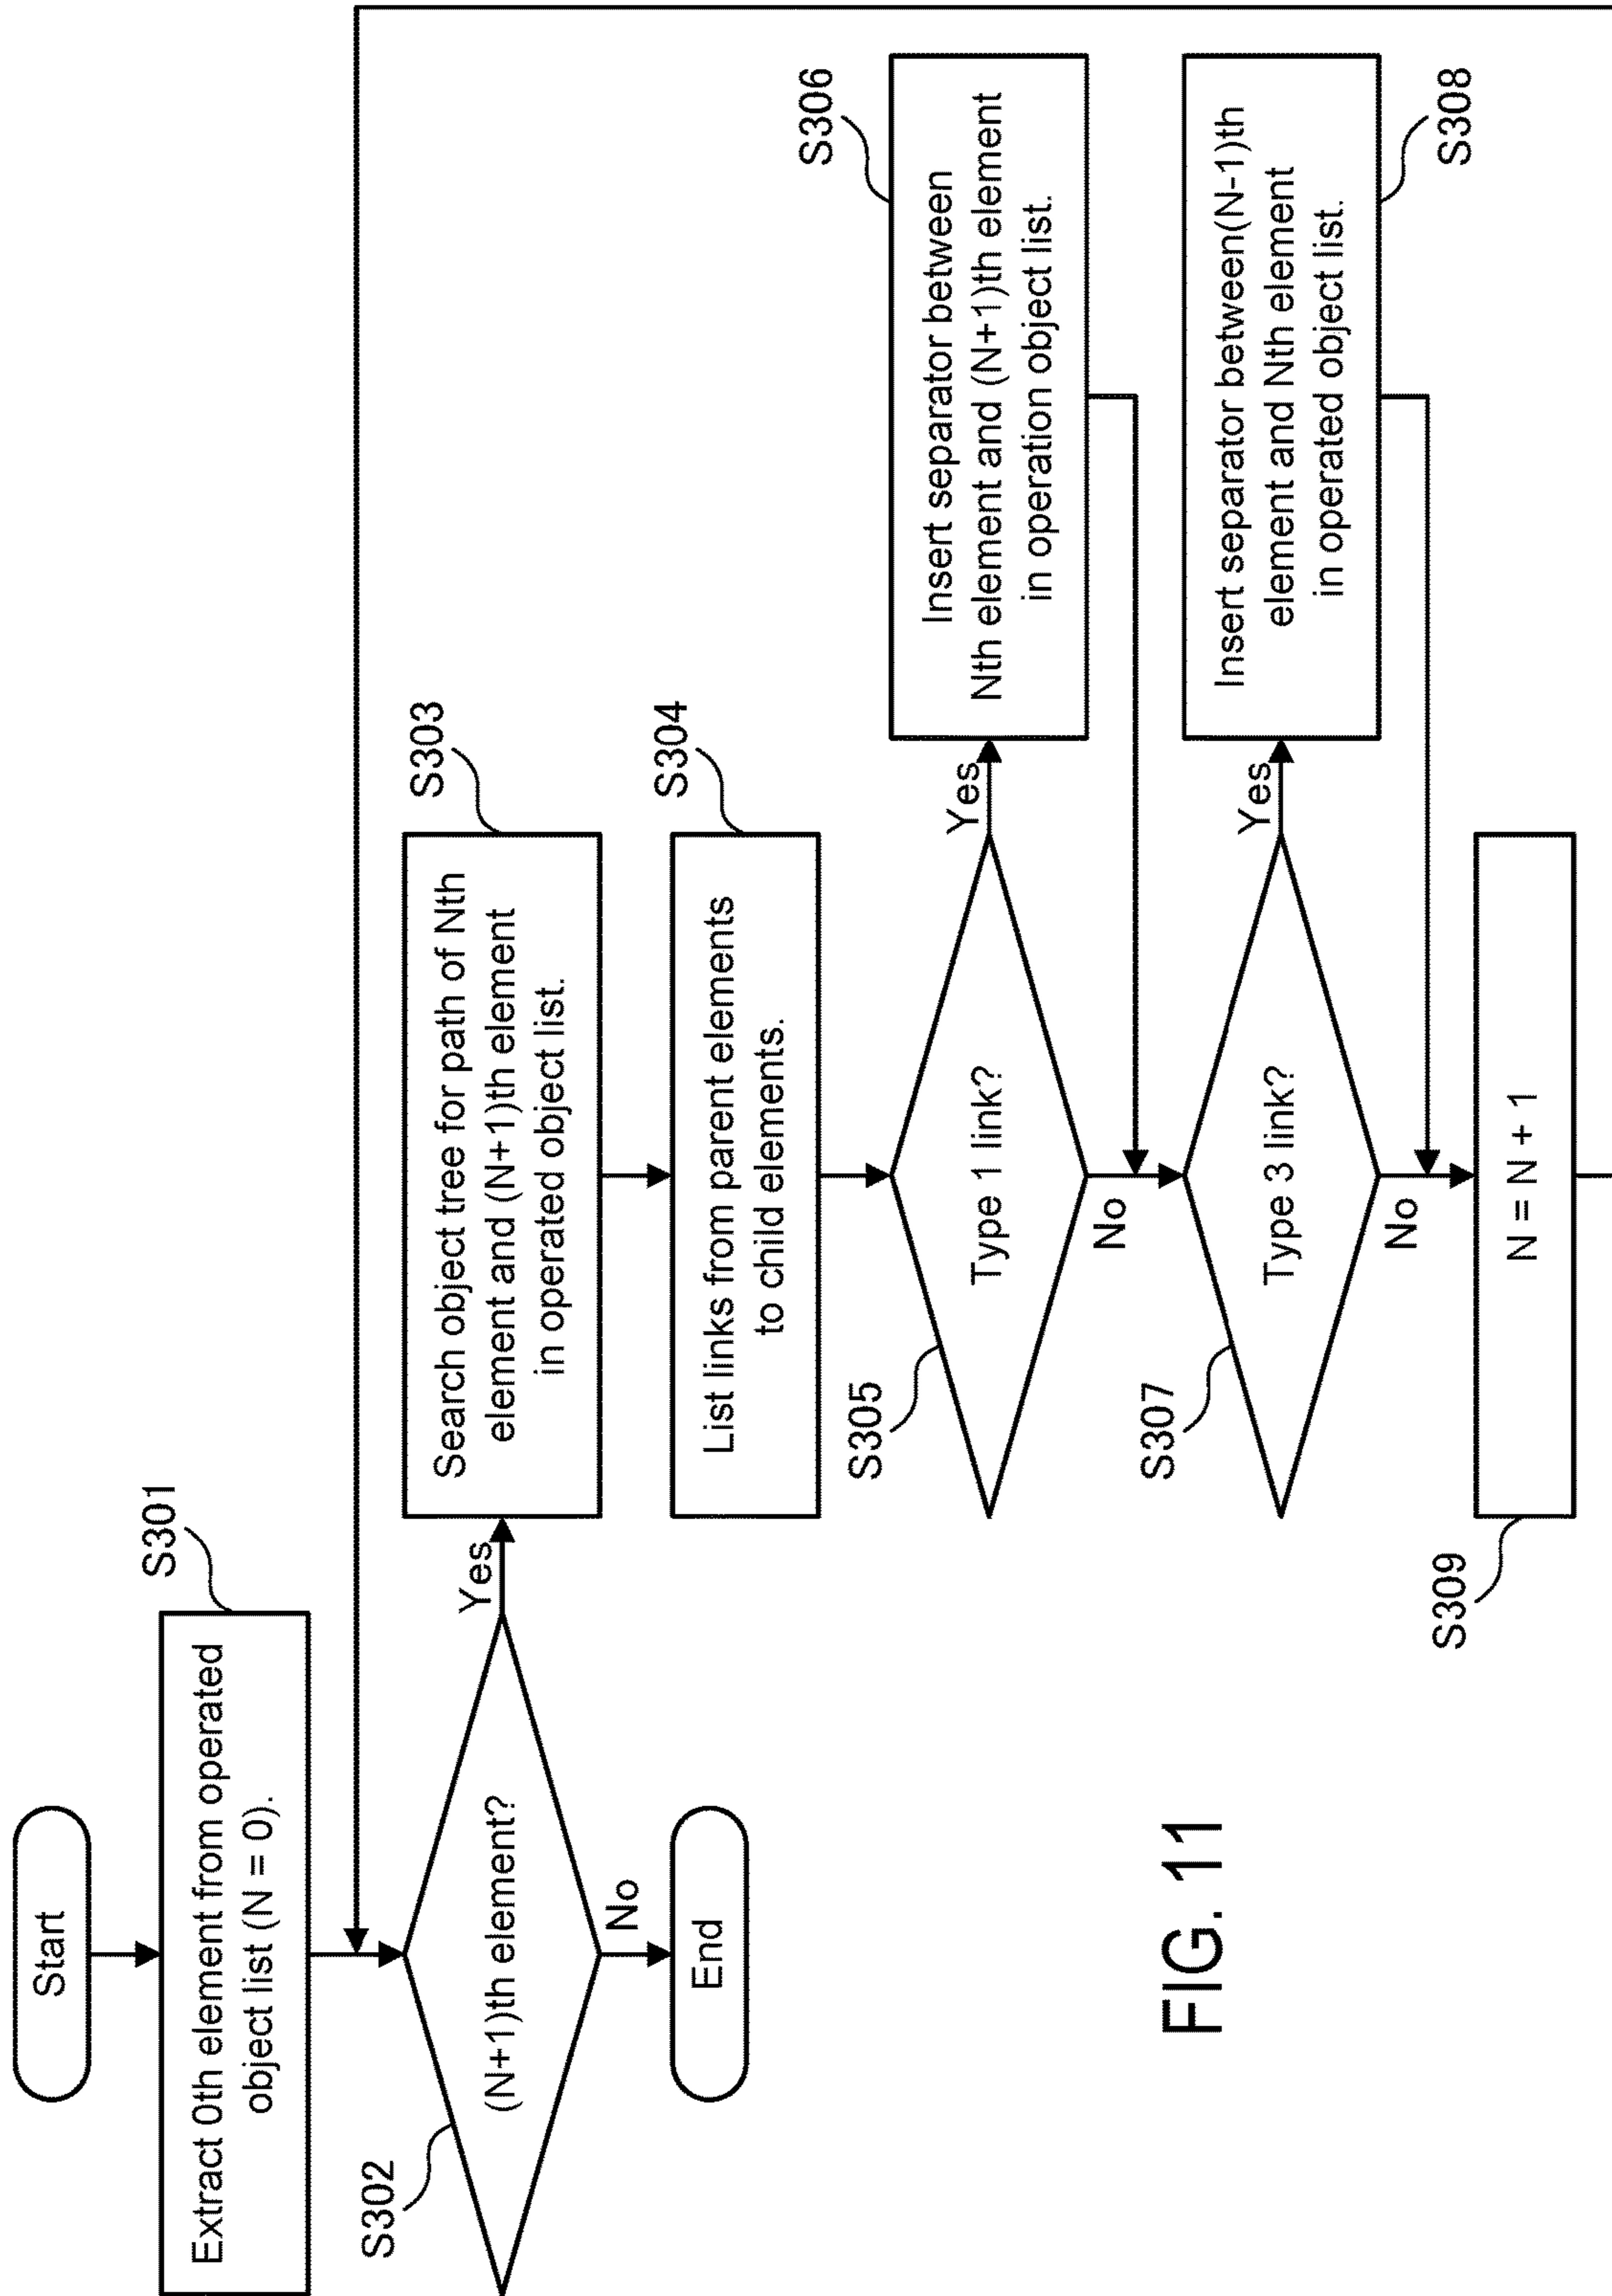 Start
S301
Extract 0th element from operated
object list (N = 0).
S302
(N+1)th element?
Yes
No
End
S303
Search object tree for path of Nth
element and (N+1)th element
in operated object list.
S304
List links from parent elements
to child elements.
S305
Type 1 link?
Yes
No
S306
Insert separator between
Nth element and (N+1)th element
in operation object list.
S307
Type 3 link?
Yes
No
S308
Insert separator between(N-1)th
element and Nth element
in operated object list.
S309
N = N + 1
FIG. 11